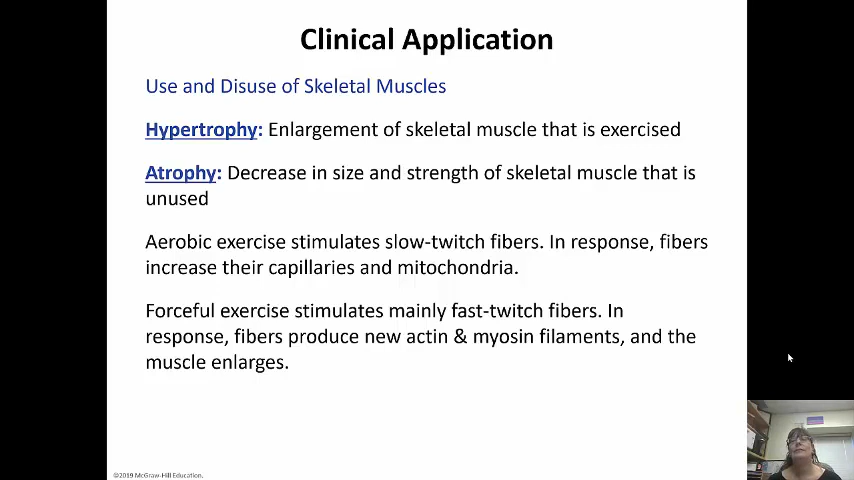 Clinical Application
Use and Disuse of Skeletal Muscles
Hypertrophy: Enlargement of skeletal muscle that is exercised
Atrophy: Decrease in size and strength of skeletal muscle that is
unused
Aerobic exercise stimulates slow-twitch fibers. In response, fibers
increase their capillaries and mitochondria.
Forceful exercise stimulates mainly fast-twitch fibers. In
response, fibers produce new actin & myosin filaments, and the
muscle enlarges.
©2019 McGraw-Hill Education.